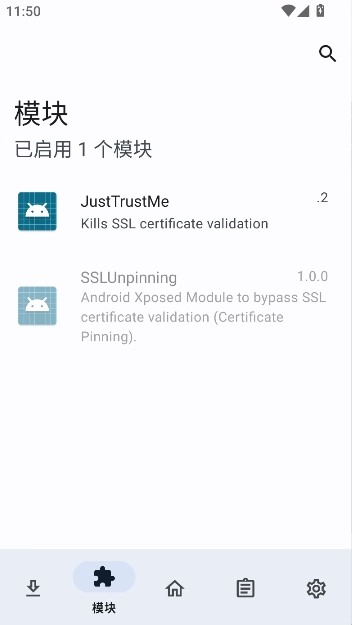 11:50
模块
已启用 1 个模块
JustTrustMe .2
Kills SSL certificate validation
SSLUnpinning 1.0.0
Android Xposed Module to bypass SSL
certificate validation (Certificate
Pinning).
模块